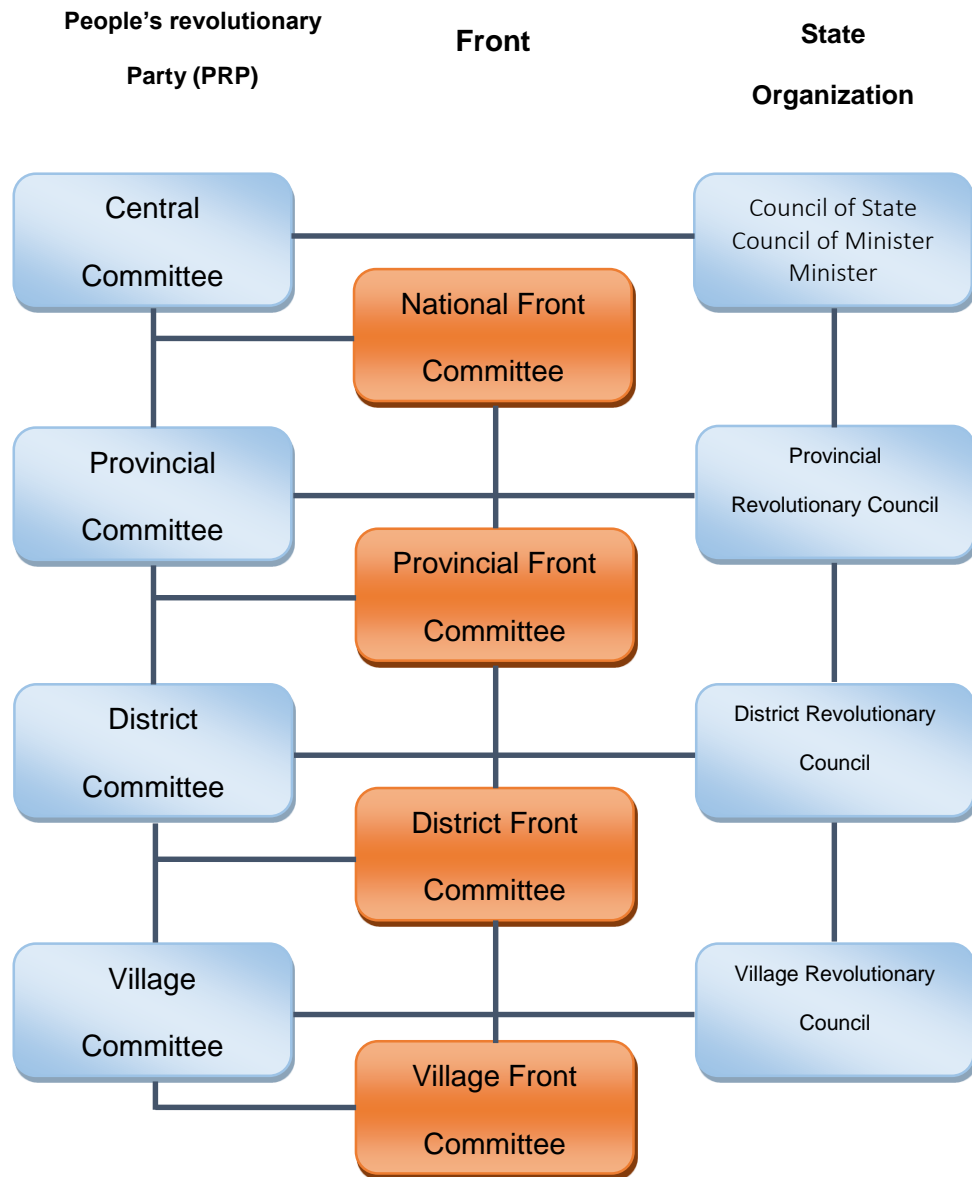 People’s revolutionary
Party (PRP)
Front
State
Organization
Central
Committee
Council of State
Council of Minister
Minister
National Front
Committee
Provincial
Committee
Provincial
Revolutionary Council
Provincial Front
Committee
District
Committee
District Revolutionary
Council
District Front
Committee
Village
Committee
Village Revolutionary
Council
Village Front
Committee